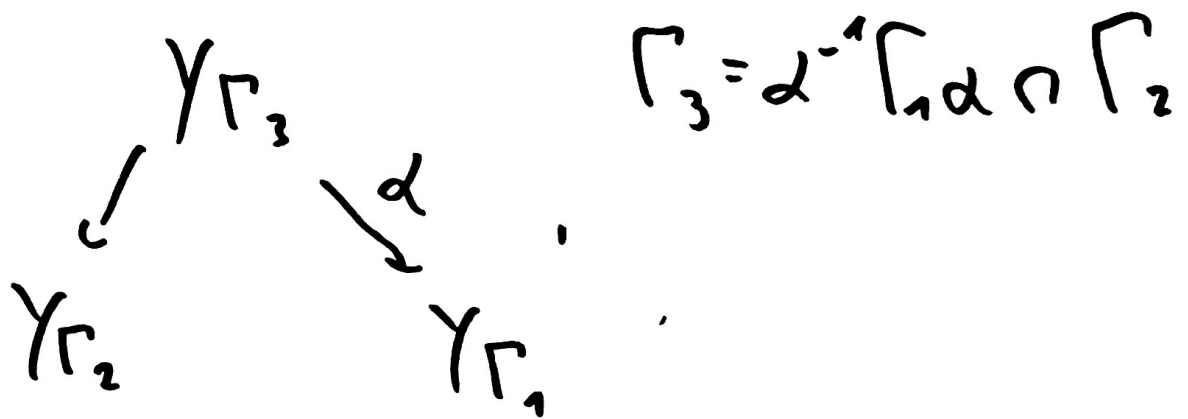 Y_{Γ_3} Γ_3 = α^{-1} Γ_1 α ∩ Γ_2
α
Y_{Γ_2} Y_{Γ_1}